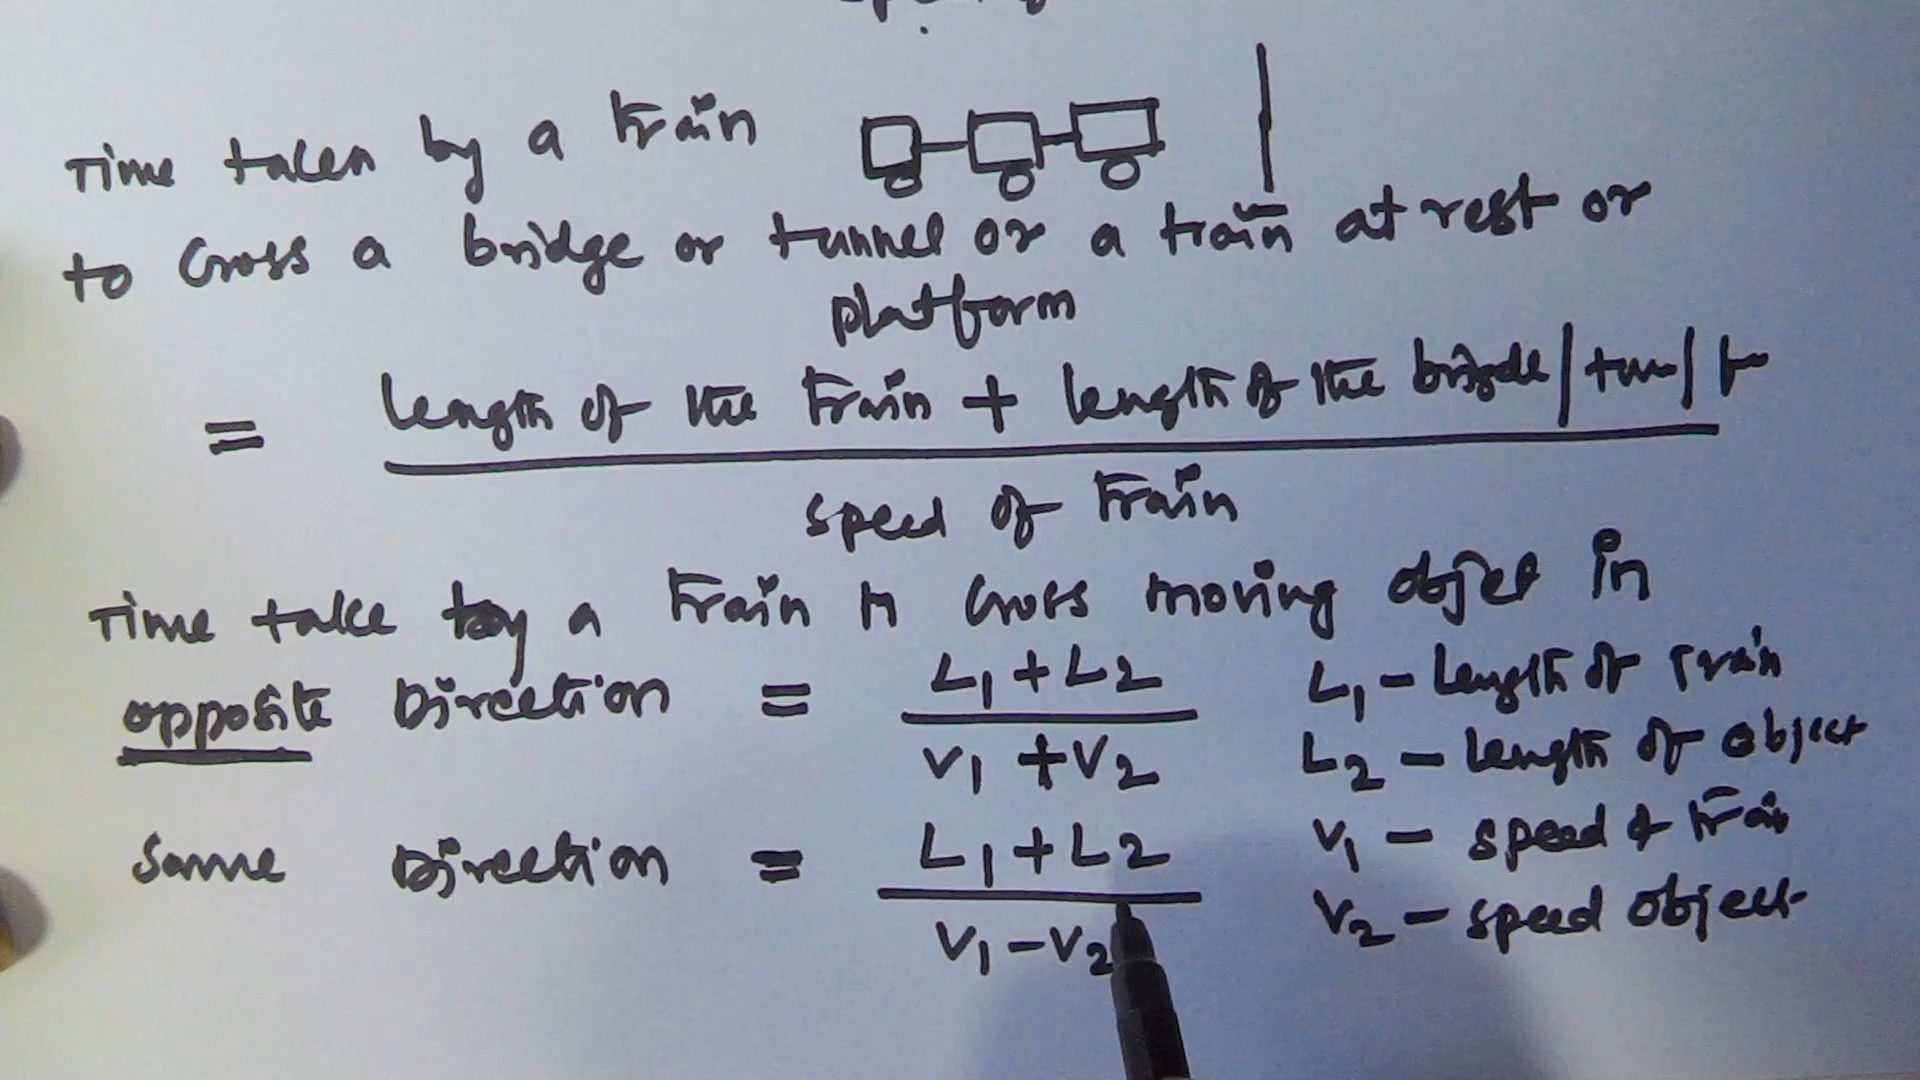 Time taken by a train
to cross a bridge or tunnel or a train at rest or
platform
= length of the train + length of the bridge / tun /
speed of train
Time take by a train to cross moving objet in
opposite Direction = L1 + L2 / V1 + V2
L1 - length of train
L2 - length of object
Same Direction = L1 + L2 / V1 - V2
V1 - speed of train
V2 - speed object